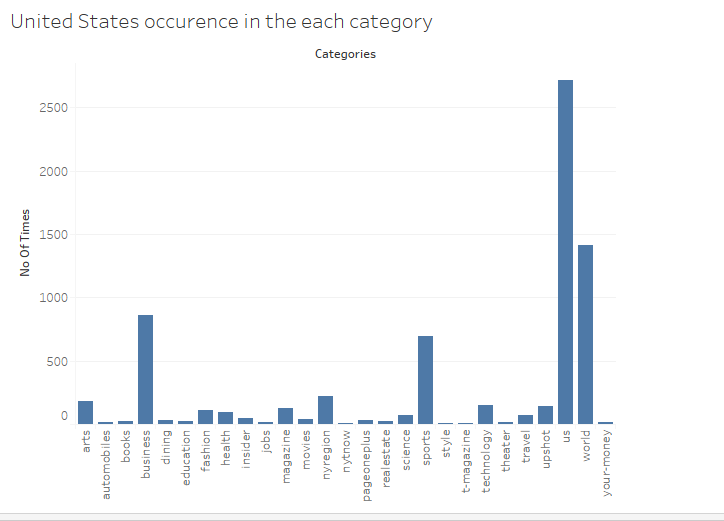 United States occurence in the each category
Categories
No Of Times
2500
2000
1500
1000
500
0
arts
automobiles
books
business
dining
education
fashion
health
insider
jobs
magazine
movies
nyregion
nytnow
pageoneplus
realestate
science
sports
style
t-magazine
technology
theater
travel
upshot
us
world
your-money